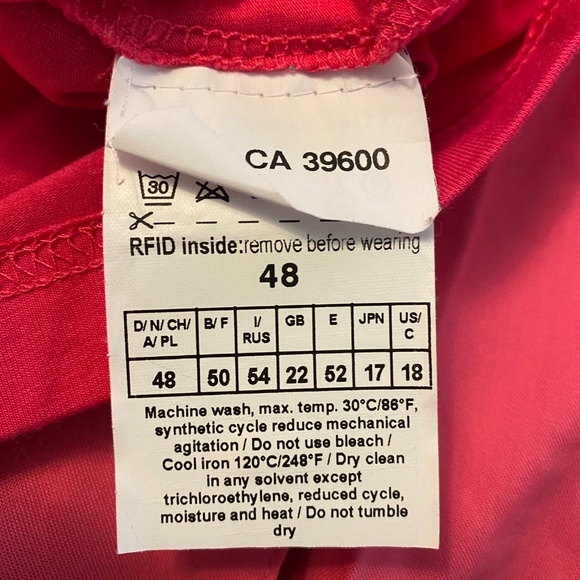 CA 39600
30
RFID inside:remove before wearing
48
D/ N/ CH/ A/ PL B/ F I/ RUS GB E JPN US/ C
48 50 54 22 52 17 18
Machine wash, max. temp. 30°C/86°F,
synthetic cycle reduce mechanical
agitation / Do not use bleach /
Cool iron 120°C/248°F / Dry clean
in any solvent except
trichloroethylene, reduced cycle,
moisture and heat / Do not tumble
dry